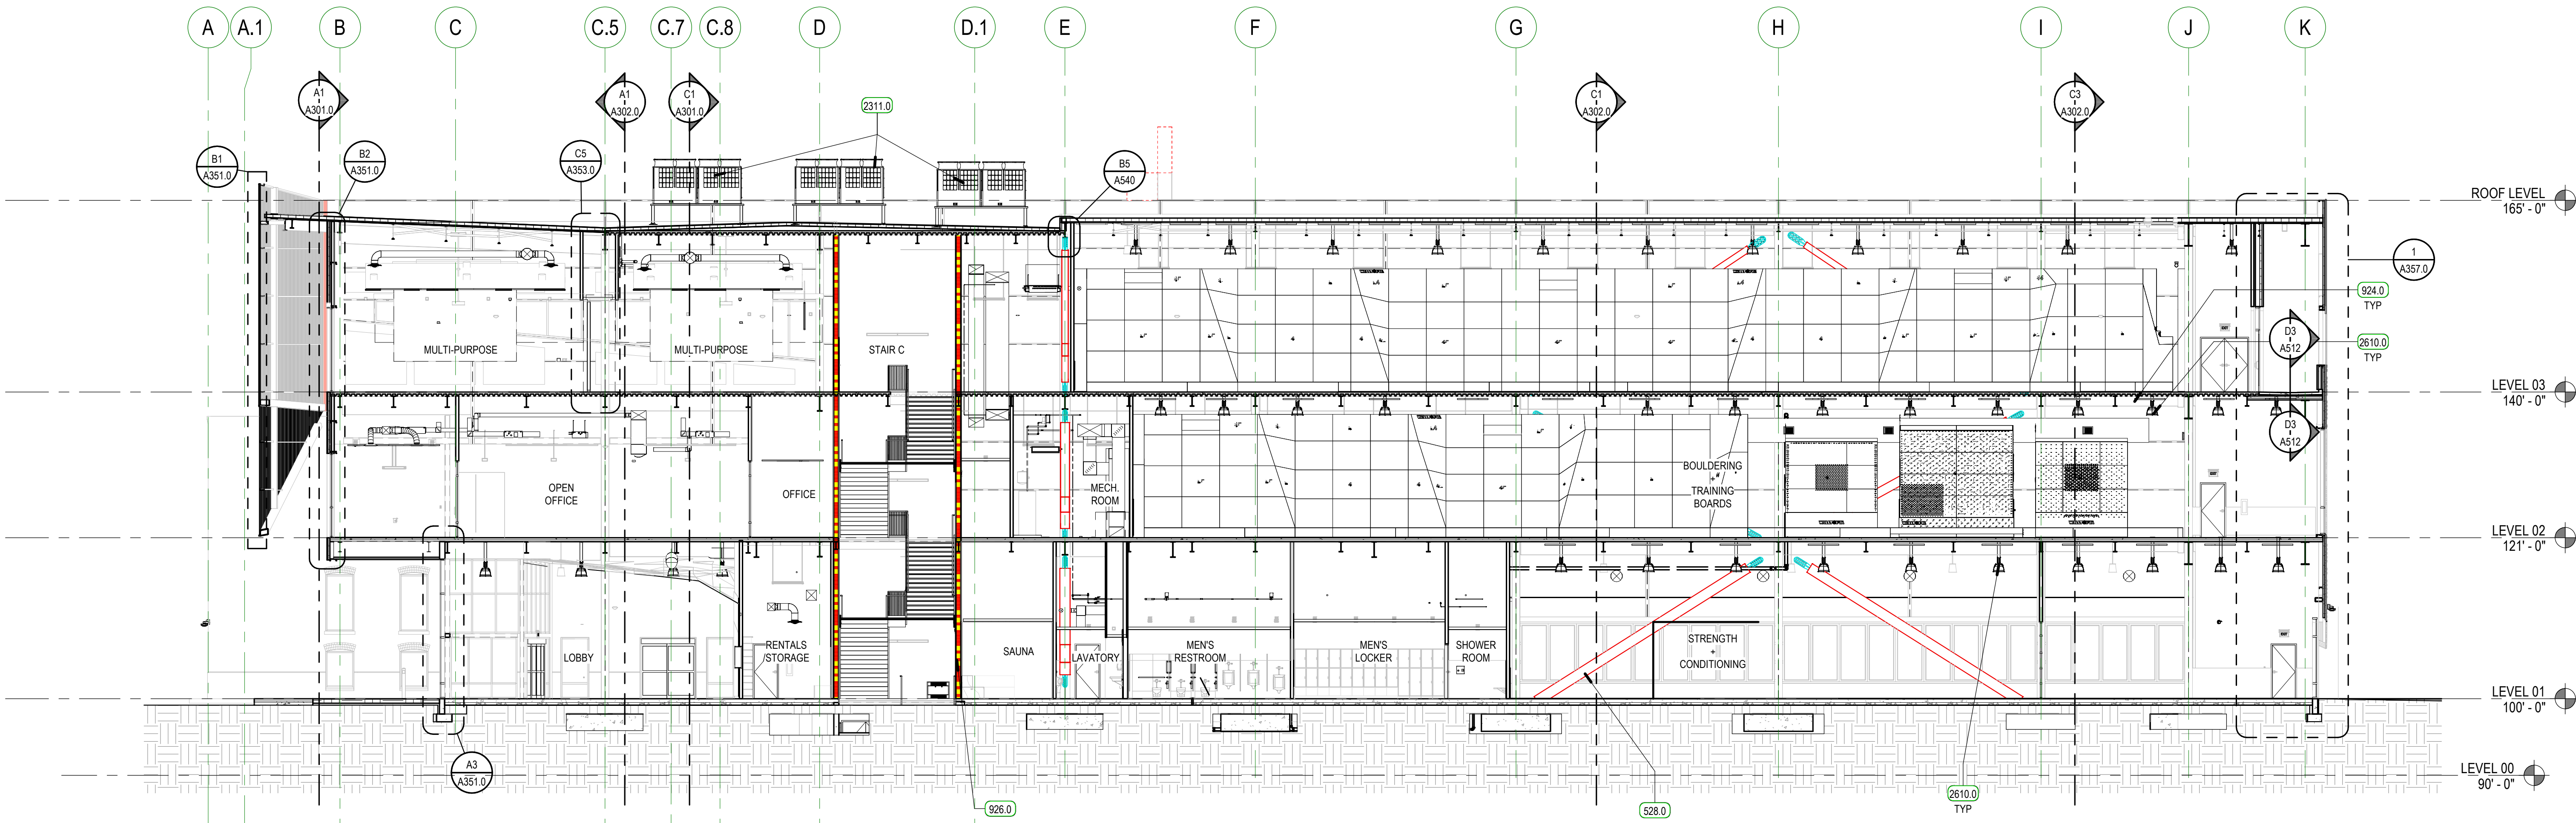 A
A.1
B
C
C.5
C.7
C.8
D
D.1
E
F
G
H
I
J
K
A1
A301.0
A1
A302.0
C1
A301.0
2311.0
C1
A302.0
C3
A302.0
B1
A351.0
B2
A351.0
C5
A353.0
B5
A540
ROOF LEVEL
165' - 0"
1
A357.0
924.0
TYP
D3
A512
2610.0
TYP
MULTI-PURPOSE
MULTI-PURPOSE
STAIR C
EXIT
LEVEL 03
140' - 0"
D3
A512
BOULDERING
+
TRAINING
BOARDS
OPEN
OFFICE
OFFICE
MECH.
ROOM
EXIT
LEVEL 02
121' - 0"
LOBBY
RENTALS
STORAGE
SAUNA
LAVATORY
MEN'S
RESTROOM
MEN'S
LOCKER
SHOWER
ROOM
STRENGTH
+
CONDITIONING
EXIT
LEVEL 01
100' - 0"
A3
A351.0
LEVEL 00
90' - 0"
926.0
528.0
2610.0
TYP